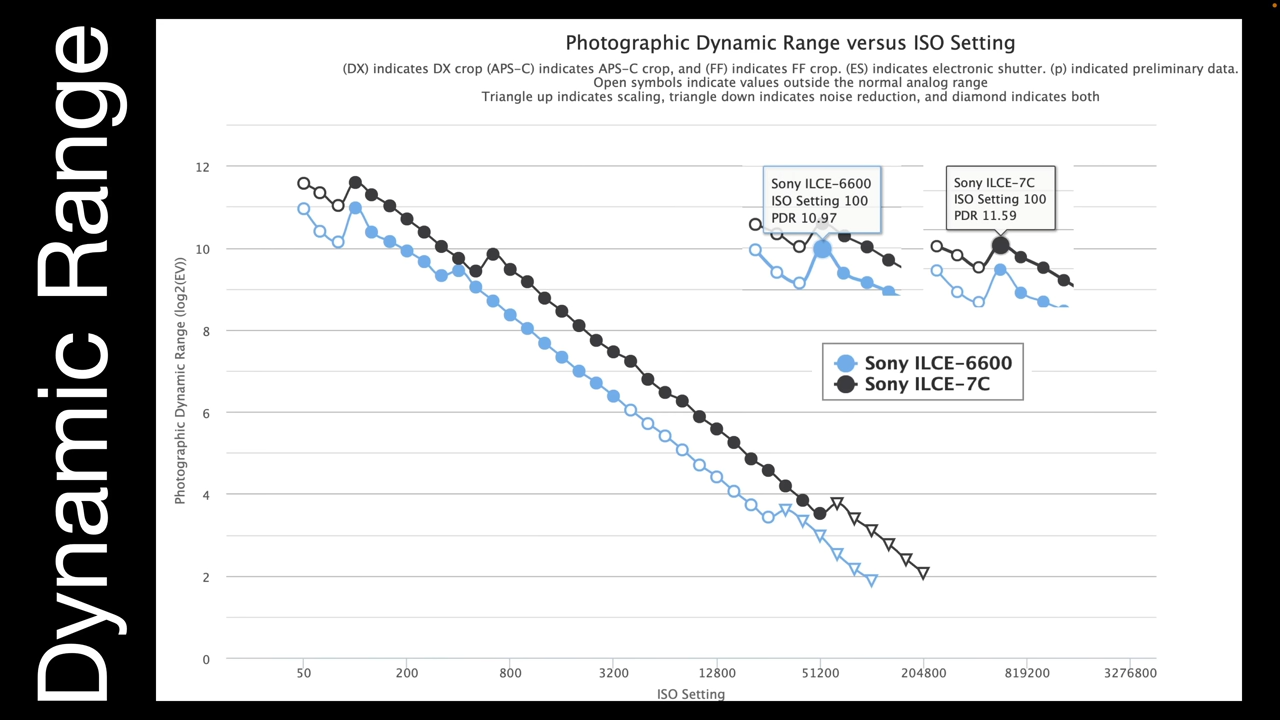 Dynamic Range
Photographic Dynamic Range versus ISO Setting
(DX) indicates DX crop (APS-C) indicates APS-C crop, and (FF) indicates FF crop. (ES) indicates electronic shutter. (p) indicated preliminary data.
Open symbols indicate values outside the normal analog range
Triangle up indicates scaling, triangle down indicates noise reduction, and diamond indicates both
Photographic Dynamic Range (log2(EV))
12
10
8
6
4
2
0
Sony ILCE-6600
ISO Setting 100
PDR 10.97
Sony ILCE-7C
ISO Setting 100
PDR 11.59
Sony ILCE-6600
Sony ILCE-7C
50 200 800 3200 12800 51200 204800 819200 3276800
ISO Setting